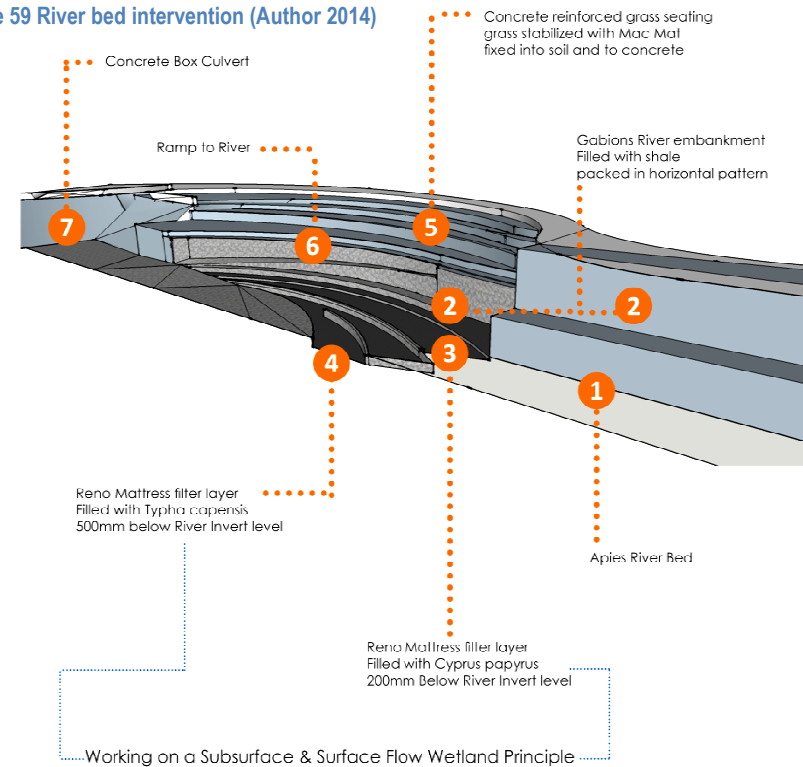 e 59 River bed intervention (Author 2014)
Concrete reinforced grass seating
grass stabilized with Mac Mat
fixed into soil and to concrete
Concrete Box Culvert
Gabions River embankment
Filled with shale
packed in horizontal pattern
Ramp to River
7
5
6
2
2
3
4
1
Reno Mattress filter layer
Filled with Typha capensis
500mm below River Invert level
Apies River Bed
Reno Mattress filter layer
Filled with Cyprus papyrus
200mm Below River Invert level
Working on a Subsurface & Surface Flow Wetland Principle